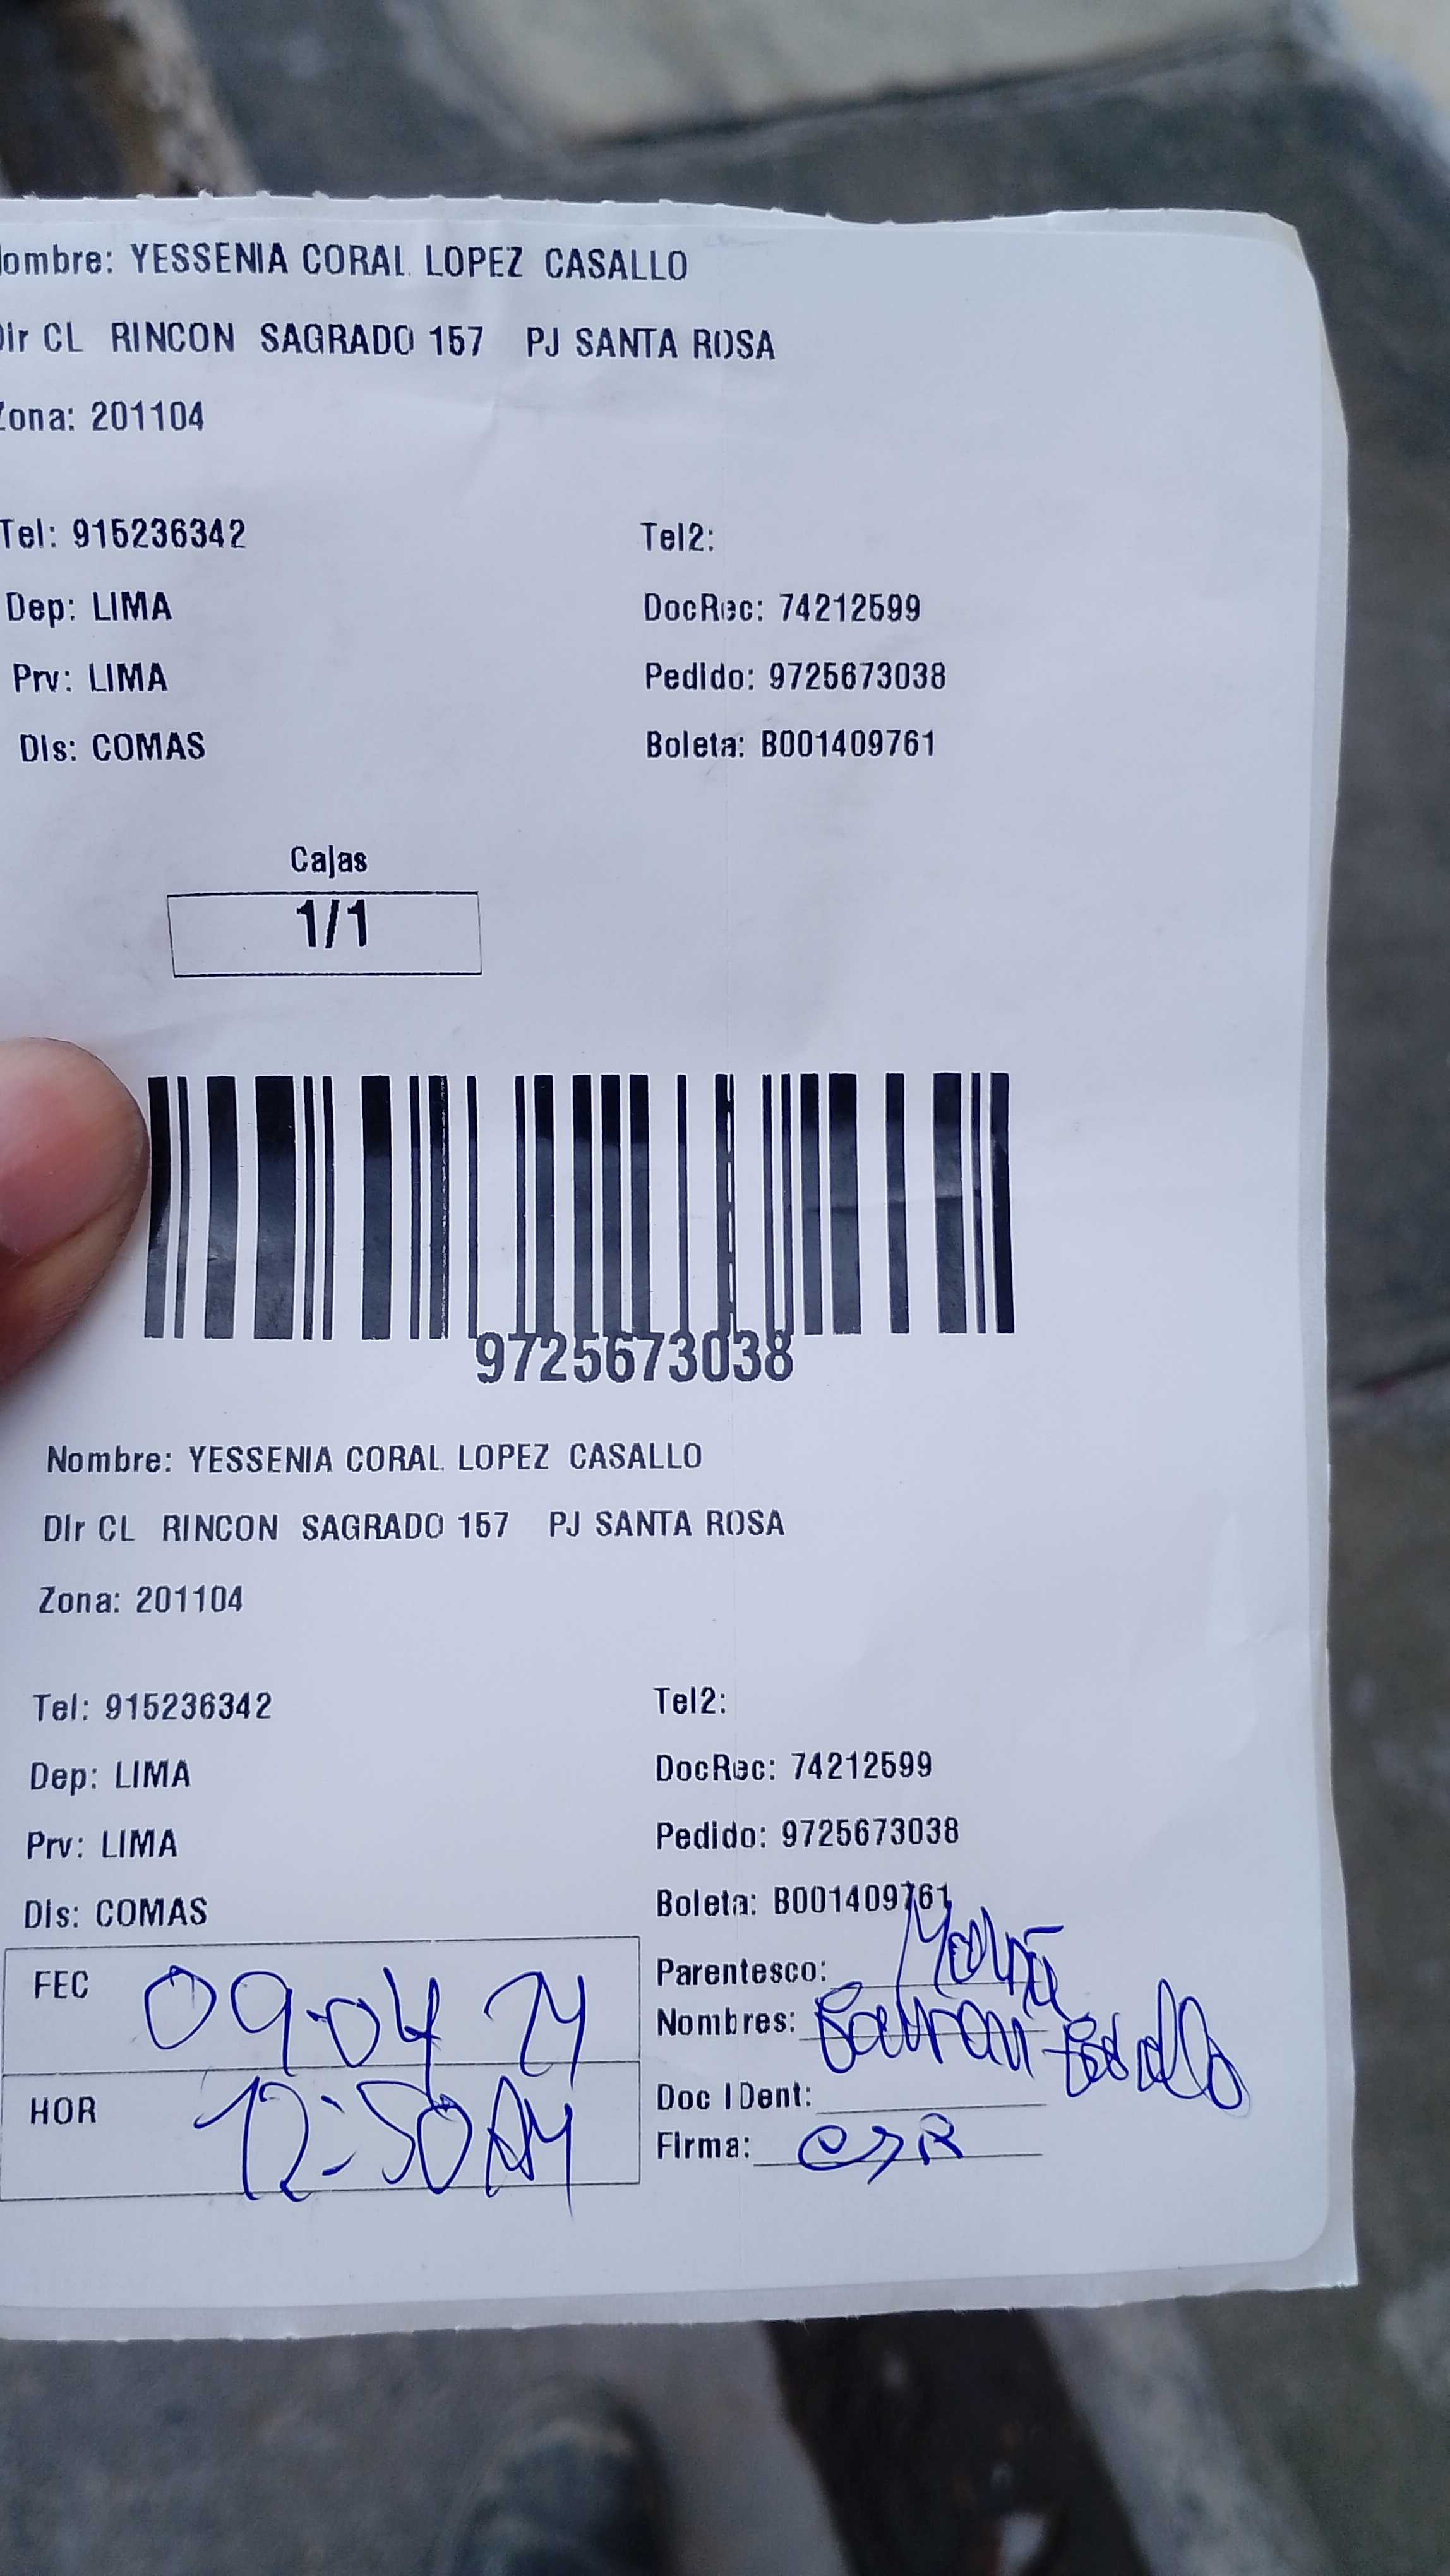 ombre: YESSENIA CORAL LOPEZ CASALLO
Dir CL RINCON SAGRADO 157 PJ SANTA ROSA
Zona: 201104
Tel: 915236342 Tel2:
Dep: LIMA DocRec: 74212599
Prv: LIMA Pedido: 9725673038
Dis: COMAS Boleta: B001409761
Cajas
1/1
9725673038
Nombre: YESSENIA CORAL LOPEZ CASALLO
Dir CL RINCON SAGRADO 157 PJ SANTA ROSA
Zona: 201104
Tel: 915236342 Tel2:
Dep: LIMA DocRec: 74212599
Prv: LIMA Pedido: 9725673038
Dis: COMAS Boleta: B001409761
FEC 09.04 24 Parentesco:
Nombres:
HOR 12:50 AM Doc IDent:
Firma: